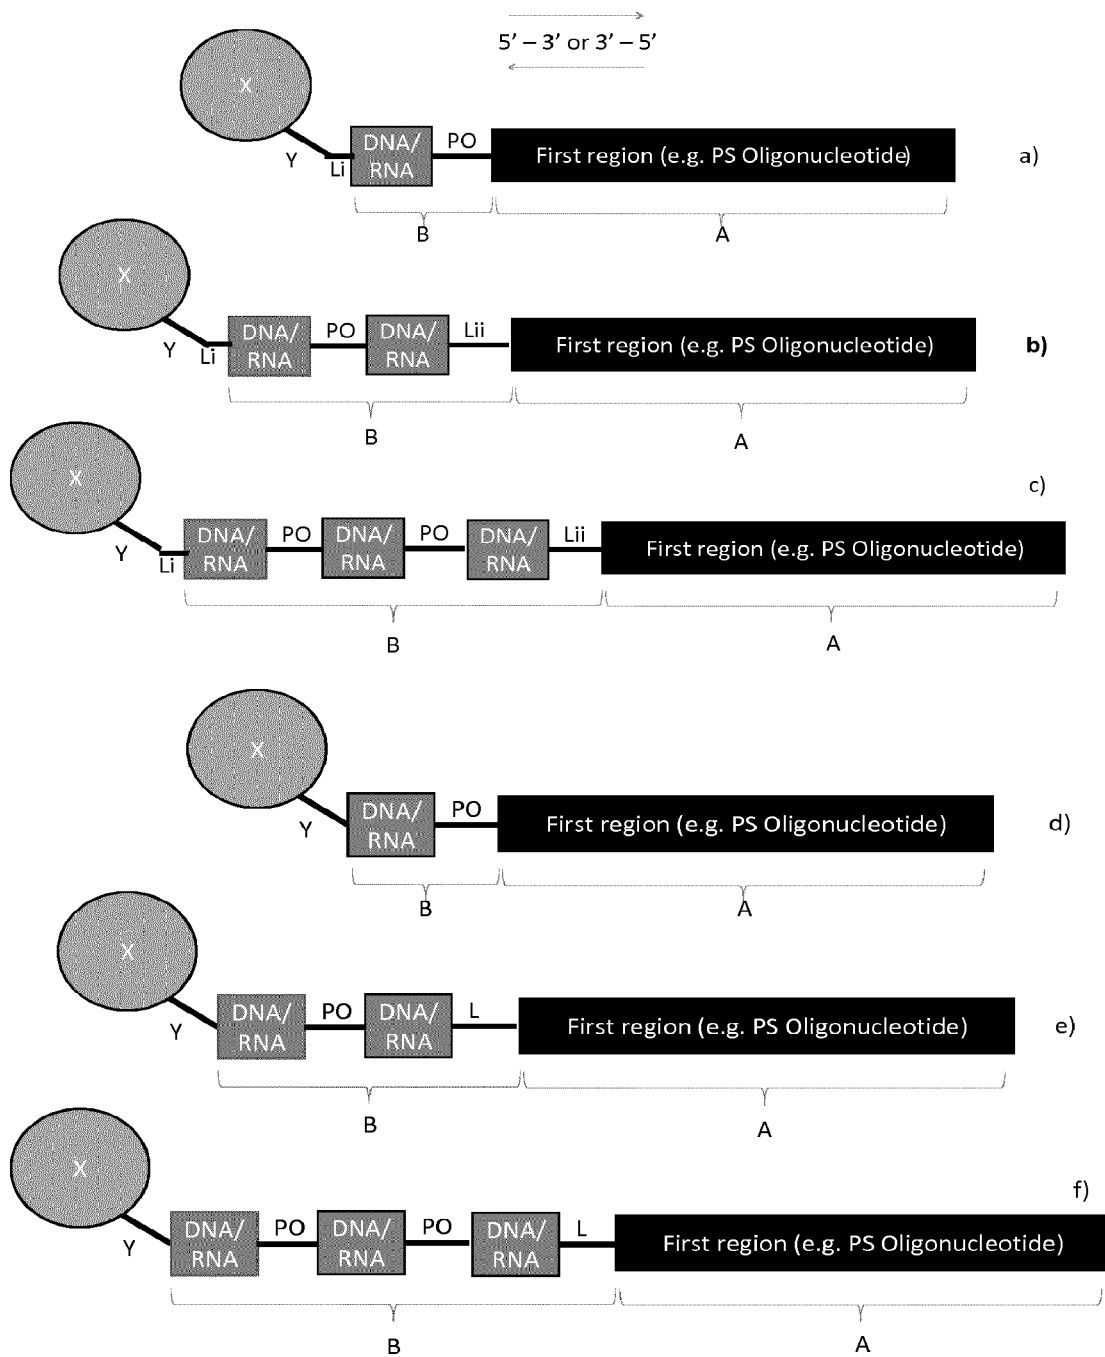 5’ – 3’ or 3’ – 5’
X
DNA/
RNA
PO
First region (e.g. PS Oligonucleotide)
a)
Y
Li
B
A
X
DNA/
RNA
PO
DNA/
RNA
Lii
First region (e.g. PS Oligonucleotide)
b)
Y
Li
B
A
X
c)
DNA/
RNA
PO
DNA/
RNA
PO
DNA/
RNA
Lii
First region (e.g. PS Oligonucleotide)
Y
Li
B
A
X
DNA/
RNA
PO
First region (e.g. PS Oligonucleotide)
d)
Y
B
A
X
DNA/
RNA
PO
DNA/
RNA
L
First region (e.g. PS Oligonucleotide)
e)
Y
B
A
X
f)
DNA/
RNA
PO
DNA/
RNA
PO
DNA/
RNA
L
First region (e.g. PS Oligonucleotide)
Y
B
A